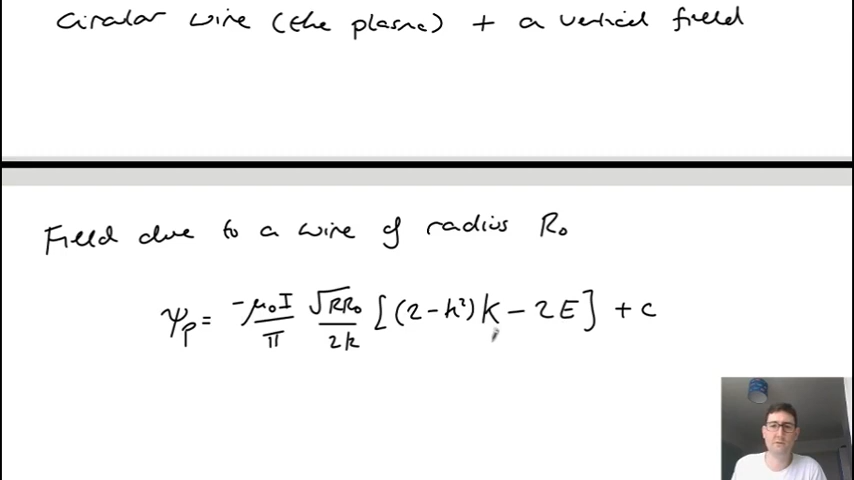 circular wire (the plasma) + a vertical field
Field due to a wire of radius R₀
ψₚ = -μ₀I/π √RR₀/2k [(2-k²)K - 2E] + c